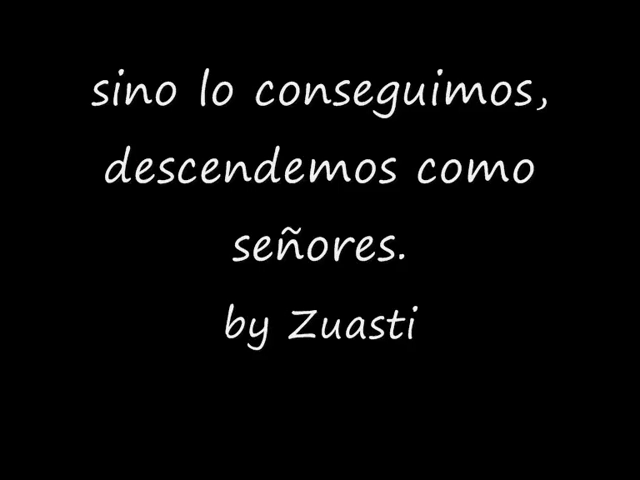 sino lo conseguimos,
descendemos como
señores.
by Zuasti